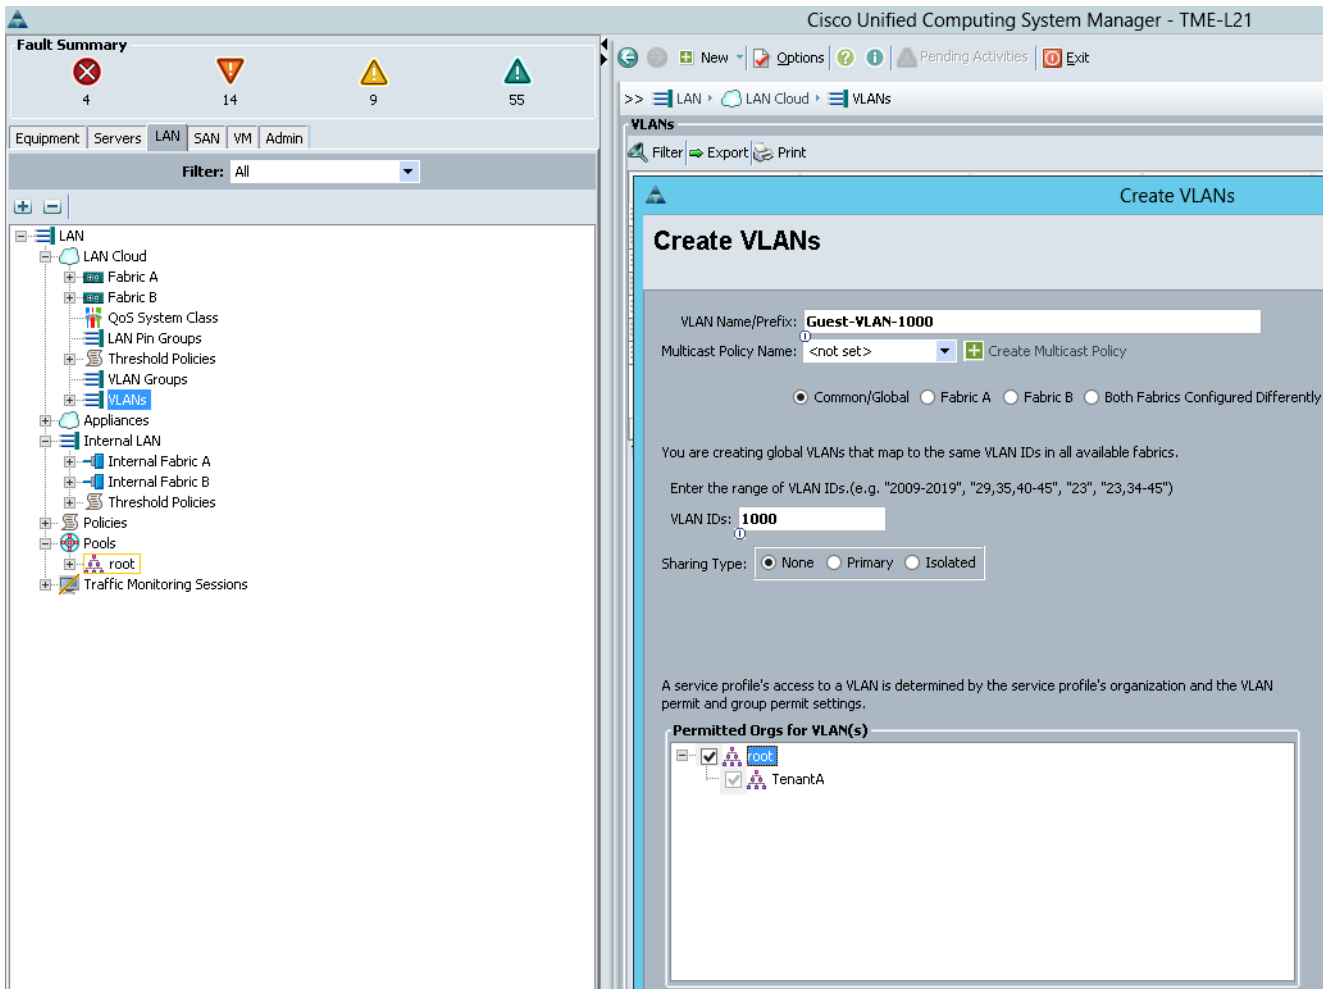 Cisco Unified Computing System Manager - TME-L21
Fault Summary
4 14 9 55
Equipment Servers LAN SAN VM Admin
Filter: All
LAN
LAN Cloud
Fabric A
Fabric B
QoS System Class
LAN Pin Groups
Threshold Policies
VLAN Groups
VLANs
Appliances
Internal LAN
Internal Fabric A
Internal Fabric B
Threshold Policies
Policies
Pools
root
Traffic Monitoring Sessions
New Options Pending Activities Exit
>> LAN LAN Cloud VLANs
VLANs
Filter Export Print
Create VLANs
Create VLANs
VLAN Name/Prefix: Guest-VLAN-1000
Multicast Policy Name: <not set> Create Multicast Policy
Common/Global Fabric A Fabric B Both Fabrics Configured Differently
You are creating global VLANs that map to the same VLAN IDs in all available fabrics.
Enter the range of VLAN IDs.(e.g. "2009-2019", "29,35,40-45", "23", "23,34-45")
VLAN IDs: 1000
Sharing Type: None Primary Isolated
A service profile's access to a VLAN is determined by the service profile's organization and the VLAN
permit and group permit settings.
Permitted Orgs for VLAN(s)
root
TenantA